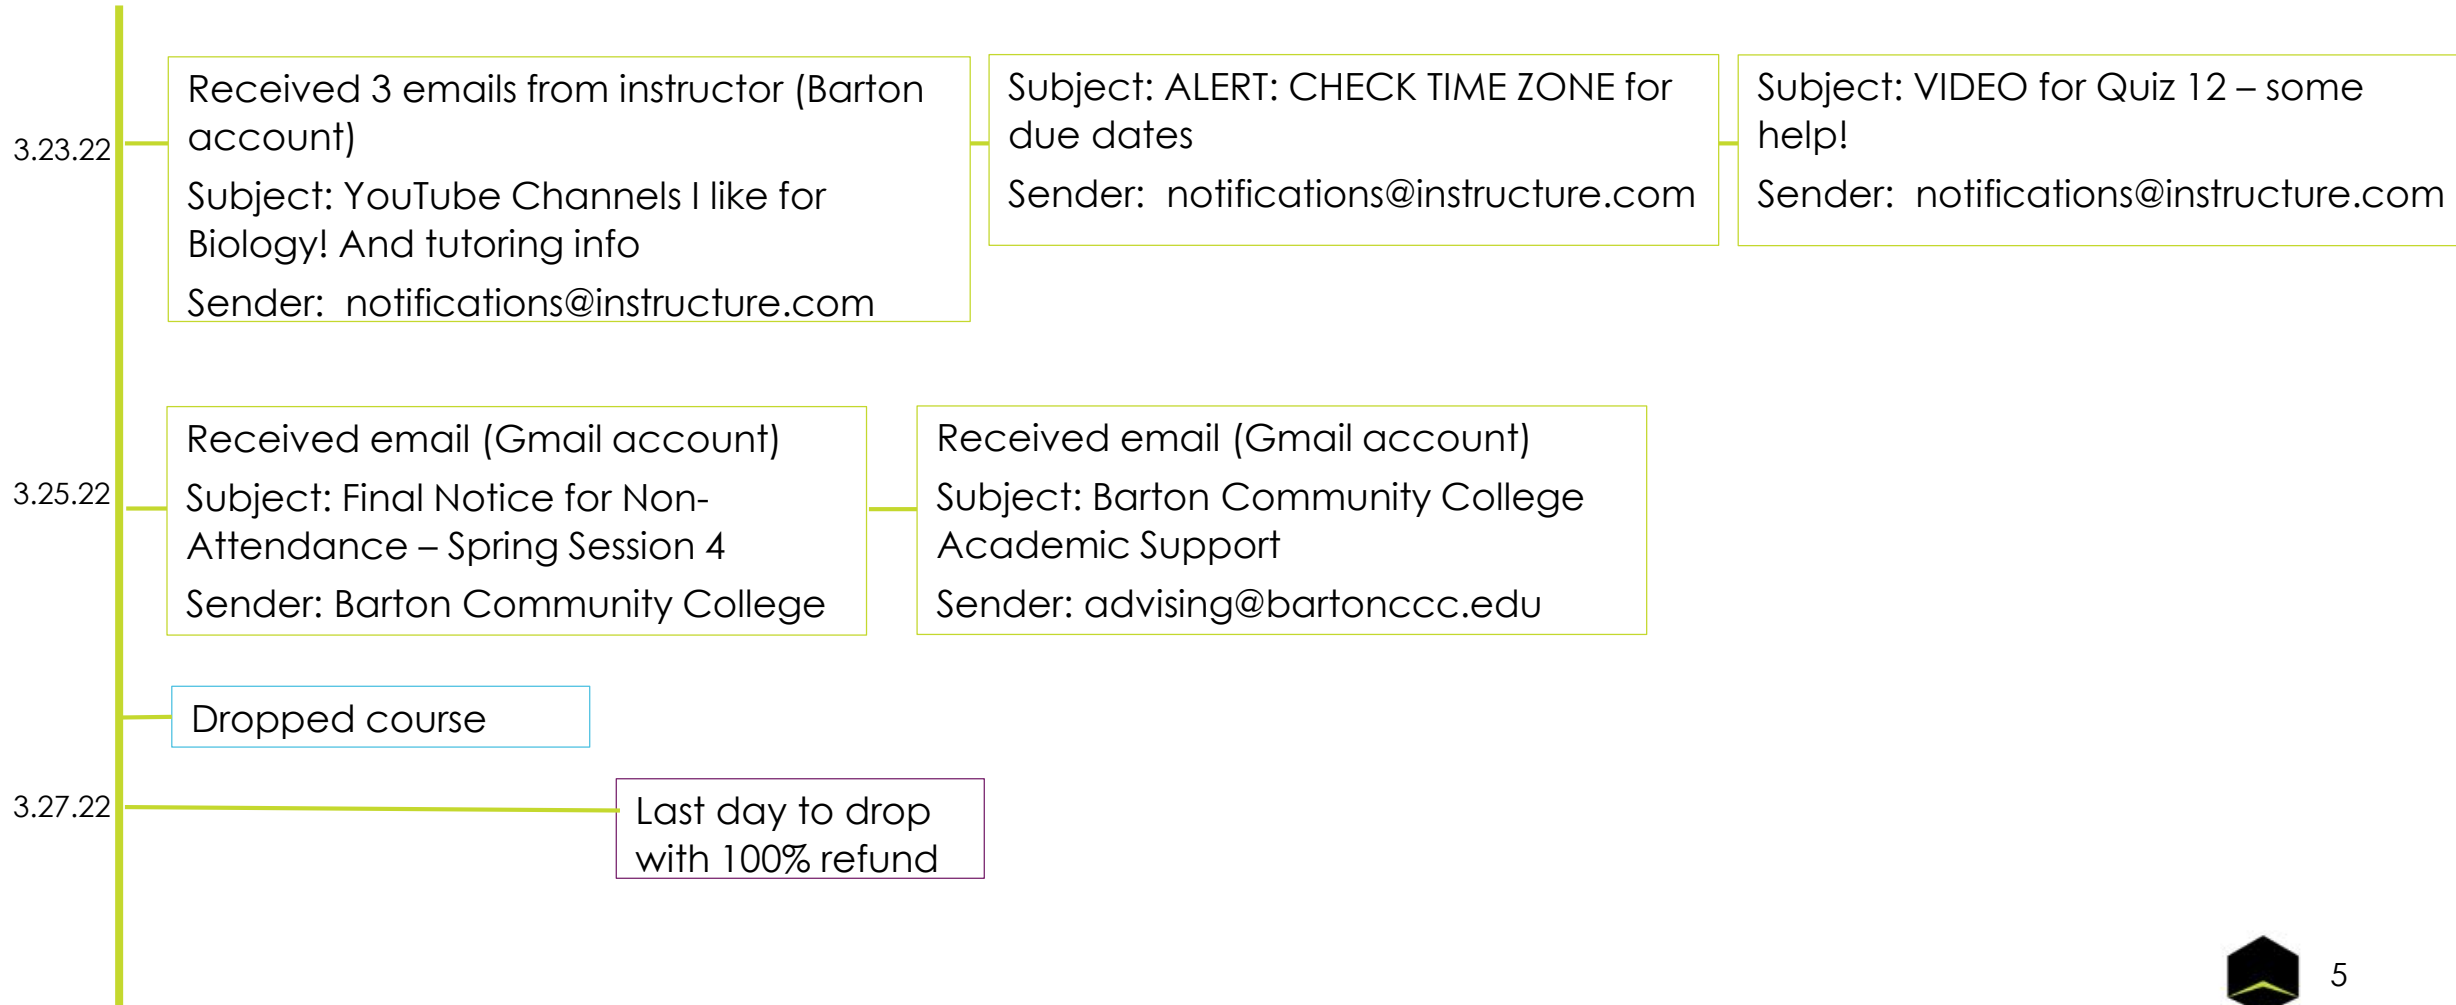 3.23.22
Received 3 emails from instructor (Barton
account)
Subject: YouTube Channels I like for
Biology! And tutoring info
Sender:  notifications@instructure.com
Subject: ALERT: CHECK TIME ZONE for
due dates
Sender:  notifications@instructure.com
Subject: VIDEO for Quiz 12 – some
help!
Sender:  notifications@instructure.com
3.25.22
Received email (Gmail account)
Subject: Final Notice for Non-
Attendance – Spring Session 4
Sender: Barton Community College
Received email (Gmail account)
Subject: Barton Community College
Academic Support
Sender: advising@bartonccc.edu
Dropped course
3.27.22
Last day to drop
with 100% refund
5